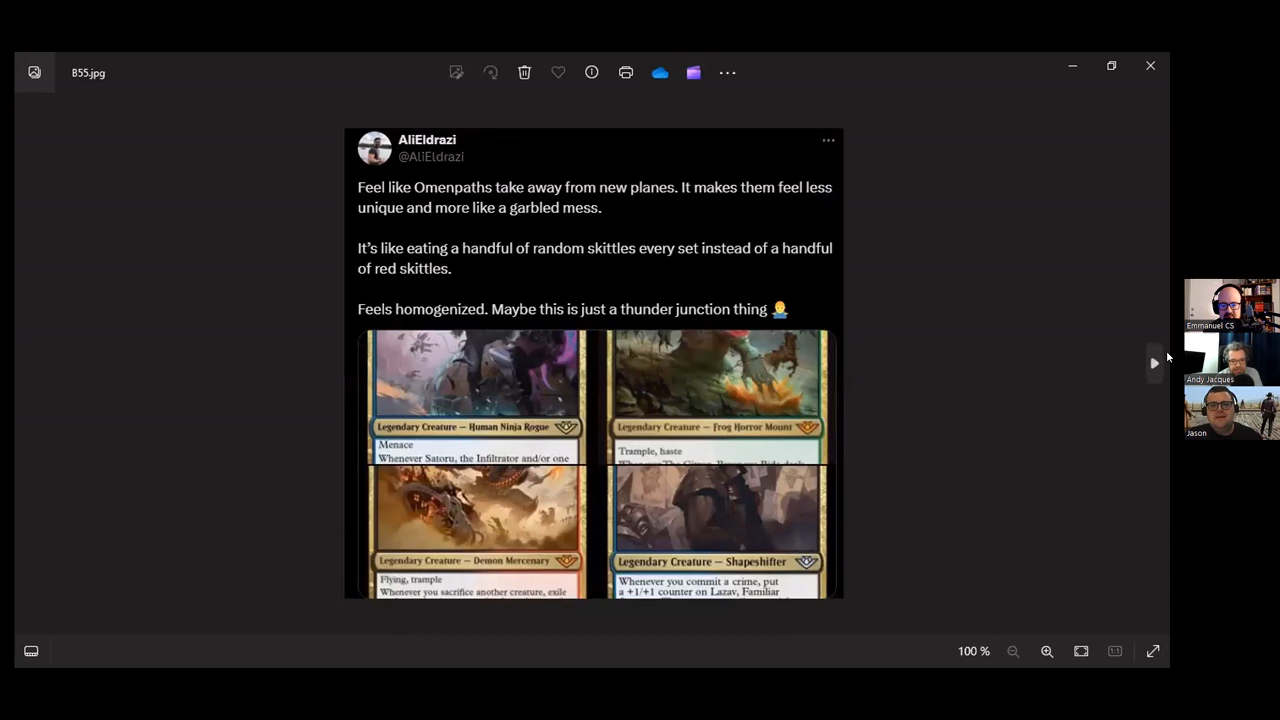 B55.jpg
AliEldrazi
@AliEldrazi
Feel like Omenpaths take away from new planes. It makes them feel less
unique and more like a garbled mess.
It's like eating a handful of random skittles every set instead of a handful
of red skittles.
Feels homogenized. Maybe this is just a thunder junction thing 🤷‍♂️
Legendary Creature — Human Ninja Rogue
Menace
Whenever Satoru, the Infiltrator and/or one
Legendary Creature — Frog Horror Mount
Trample, haste
Legendary Creature — Demon Mercenary
Flying, trample
Whenever you sacrifice another creature, exile
Legendary Creature — Shapeshifter
Whenever you commit a crime, put
a +1/+1 counter on Lazav, Familiar
Emmanuel CS
Andy Jacques
Jason
100 %
1:1